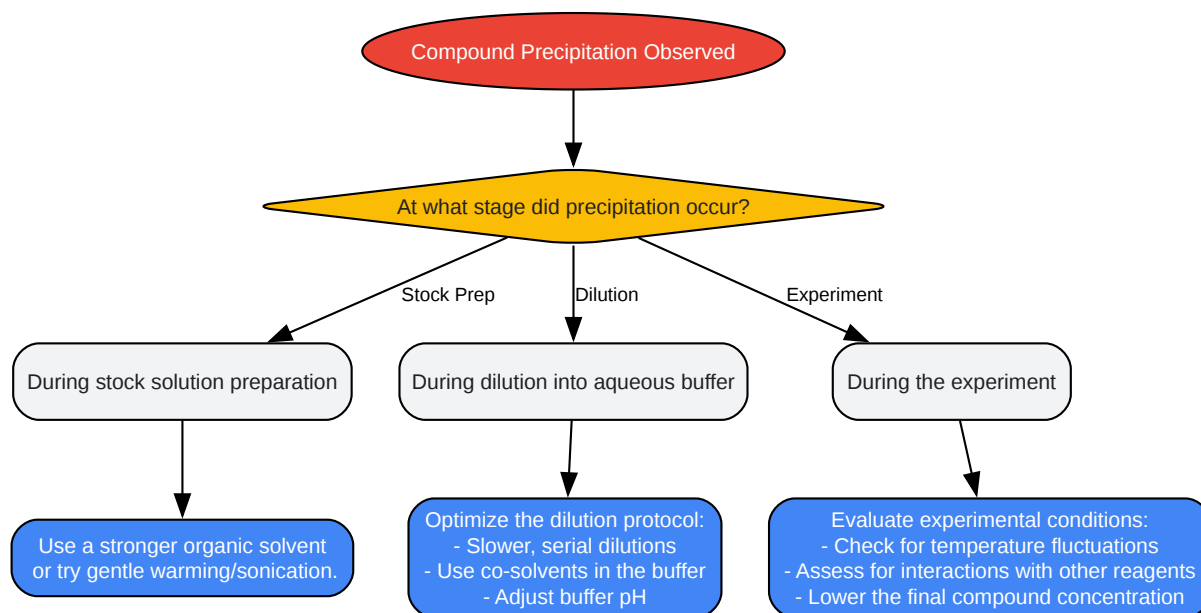 Compound Precipitation Observed
At what stage did precipitation occur?
Stock Prep
Dilution
Experiment
During stock solution preparation
During dilution into aqueous buffer
During the experiment
Use a stronger organic solvent
or try gentle warming/sonication.
Optimize the dilution protocol:
- Slower, serial dilutions
- Use co-solvents in the buffer
- Adjust buffer pH
Evaluate experimental conditions:
- Check for temperature fluctuations
- Assess for interactions with other reagents
- Lower the final compound concentration